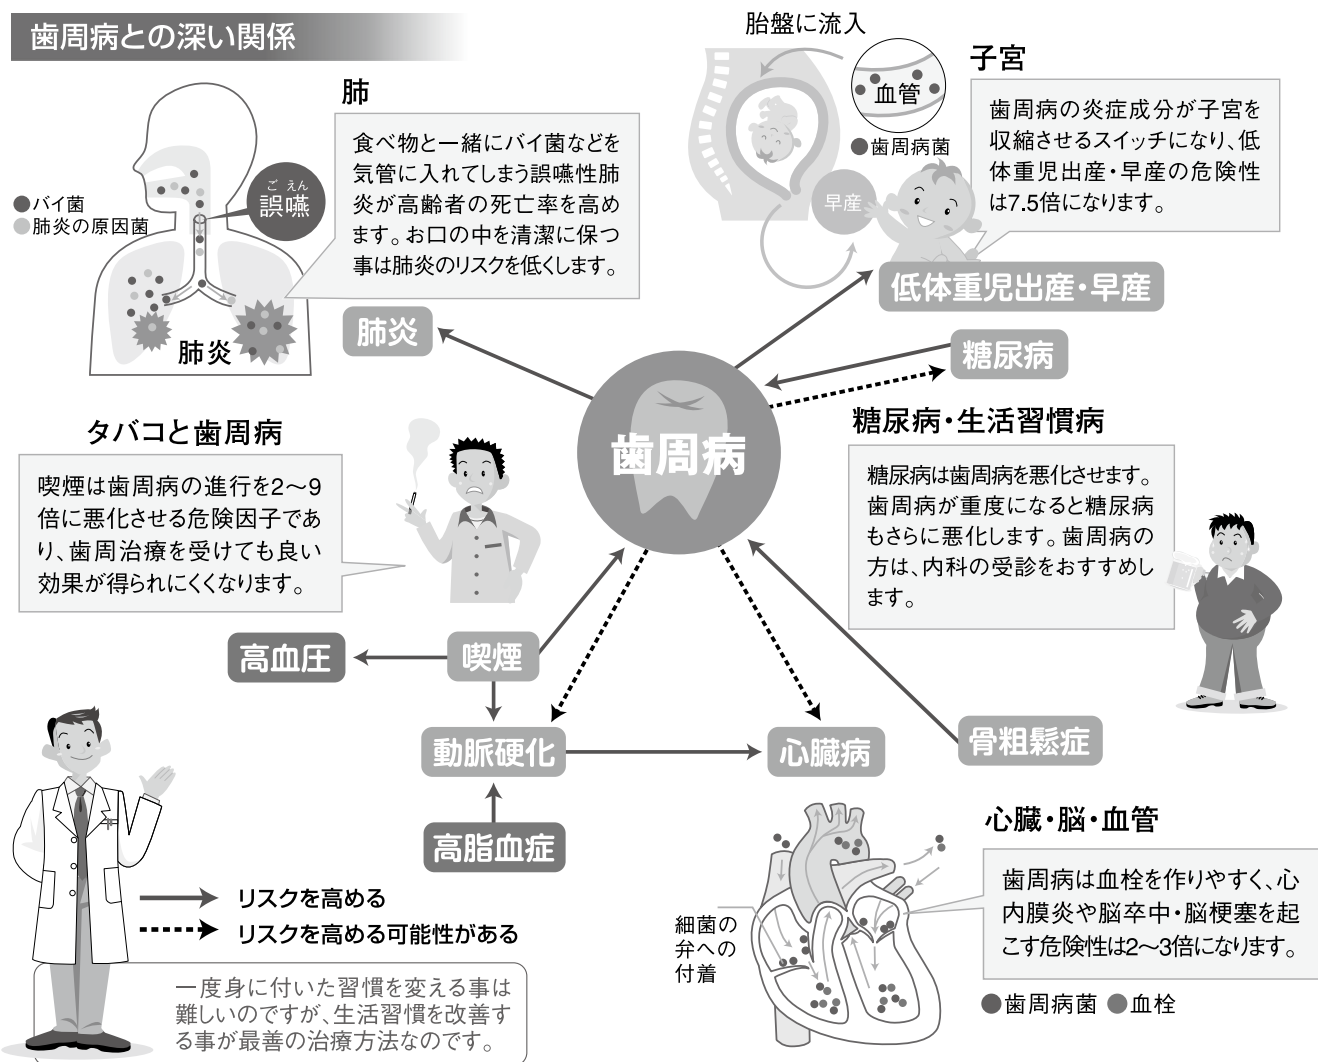 歯周病との深い関係
肺
食べ物と一緒にバイ菌などを
気管に入れてしまう誤嚥性肺
炎が高齢者の死亡率を高め
ます。お口の中を清潔に保つ
事は肺炎のリスクを低くします。
ご えん
誤嚥
●バイ菌
●肺炎の原因菌
肺炎
肺炎
胎盤に流入
血管
●歯周病菌
早産
子宮
歯周病の炎症成分が子宮を
収縮させるスイッチになり、低
体重児出産・早産の危険性
は7.5倍になります。
低体重児出産・早産
糖尿病
歯周病
タバコと歯周病
喫煙は歯周病の進行を2〜9
倍に悪化させる危険因子であ
り、歯周治療を受けても良い
効果が得られにくくなります。
糖尿病・生活習慣病
糖尿病は歯周病を悪化させます。
歯周病が重度になると糖尿病
もさらに悪化します。歯周病の
方は、内科の受診をおすすめし
ます。
高血圧
喫煙
動脈硬化
心臓病
骨粗鬆症
高脂血症
心臓・脳・血管
歯周病は血栓を作りやすく、心
内膜炎や脳卒中・脳梗塞を起
こす危険性は2〜3倍になります。
●歯周病菌 ●血栓
細菌の
弁への
付着
リスクを高める
リスクを高める可能性がある
一度身に付いた習慣を変える事は
難しいのですが、生活習慣を改善す
る事が最善の治療方法なのです。